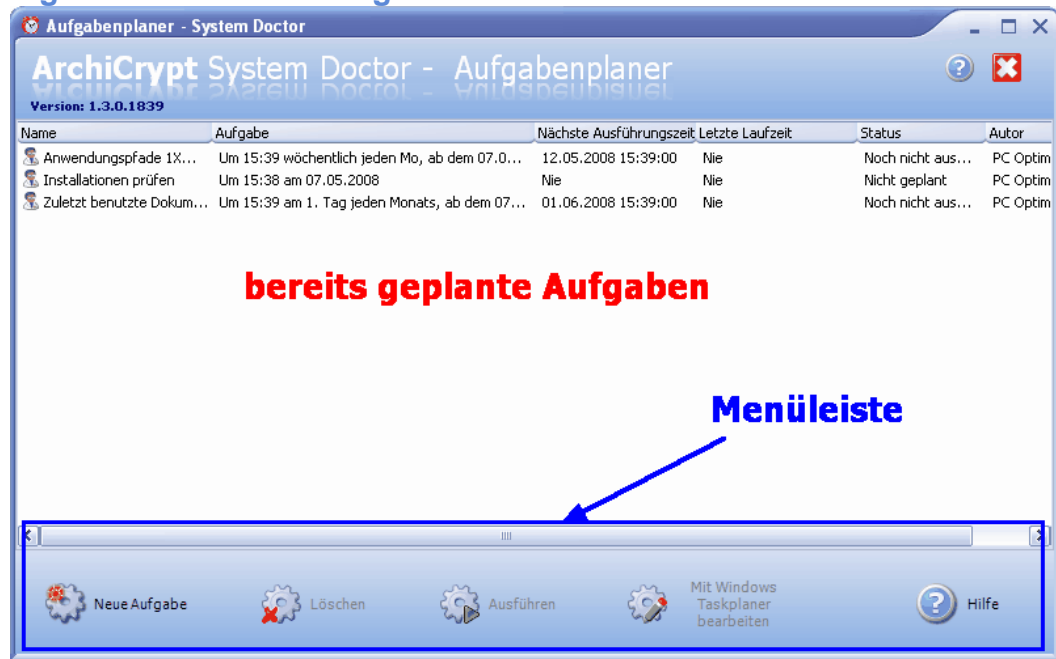 Aufgabenplaner - System Doctor
ArchiCrypt System Doctor - Aufgabenplaner
Version: 1.3.0.1839
Name Aufgabe Nächste Ausführungszeit Letzte Laufzeit Status Autor
Anwendungspfade 1X... Um 15:39 wöchentlich jeden Mo, ab dem 07.0... 12.05.2008 15:39:00 Nie Noch nicht aus... PC Optim
Installationen prüfen Um 15:38 am 07.05.2008 Nie Nie Nicht geplant PC Optim
Zuletzt benutzte Dokum... Um 15:39 am 1. Tag jeden Monats, ab dem 07... 01.06.2008 15:39:00 Nie Noch nicht aus... PC Optim
bereits geplante Aufgaben
Menüleiste
Neue Aufgabe
Löschen
Ausführen
Mit Windows
Taskplaner
bearbeiten
Hilfe